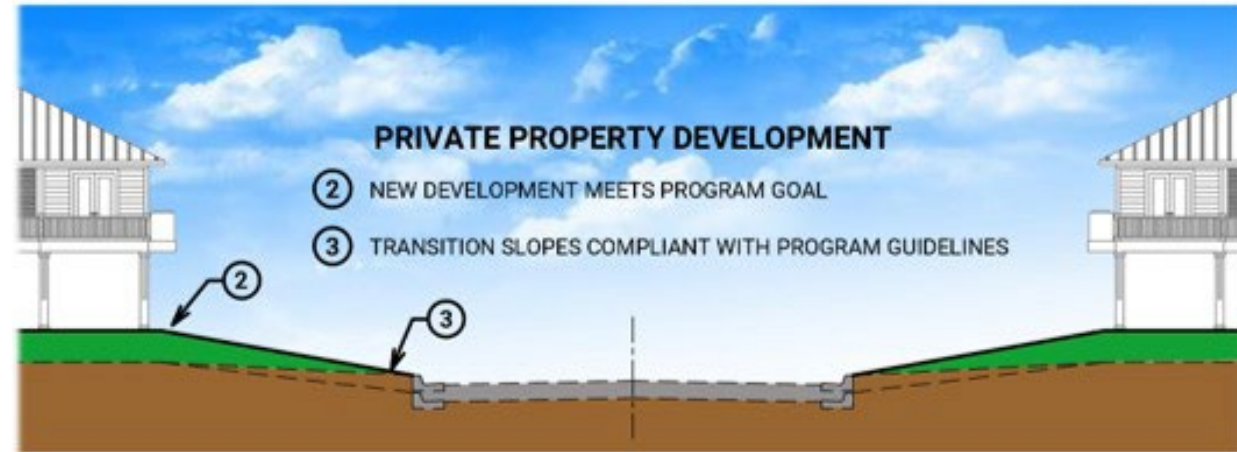 PRIVATE PROPERTY DEVELOPMENT
2 NEW DEVELOPMENT MEETS PROGRAM GOAL
3 TRANSITION SLOPES COMPLIANT WITH PROGRAM GUIDELINES
2
3